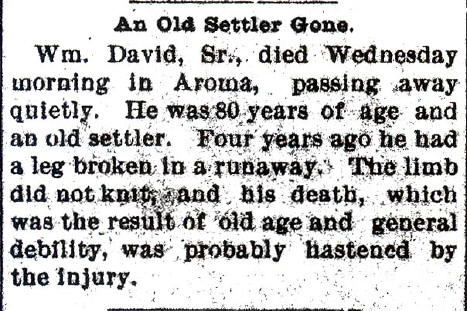 An Old Settler Gone.
Wm. David, Sr., died Wednesday
morning in Aroma, passing away
quietly. He was 80 years of age and
an old settler. Four years ago he had
a leg broken in a runaway. The limb
did not knit, and his death, which
was the result of old age and general
debility, was probably hastened by
the injury.